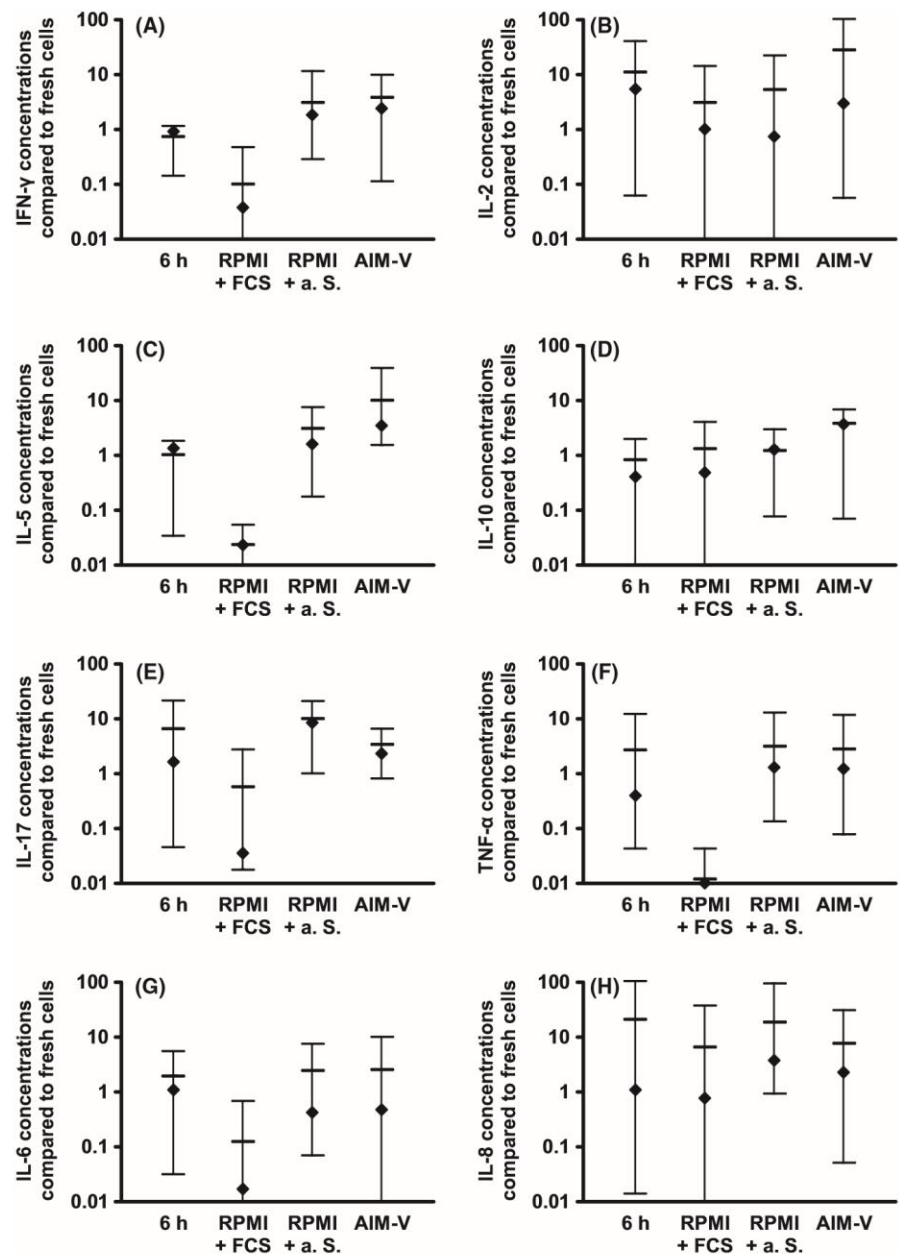 (A)
IFN-γ concentrations
compared to fresh cells
100
10
1
0.1
0.01
6 h
RPMI
+ FCS
RPMI
+ a. S.
AIM-V
(B)
IL-2 concentrations
compared to fresh cells
100
10
1
0.1
0.01
6 h
RPMI
+ FCS
RPMI
+ a. S.
AIM-V
(C)
IL-5 concentrations
compared to fresh cells
100
10
1
0.1
0.01
6 h
RPMI
+ FCS
RPMI
+ a. S.
AIM-V
(D)
IL-10 concentrations
compared to fresh cells
100
10
1
0.1
0.01
6 h
RPMI
+ FCS
RPMI
+ a. S.
AIM-V
(E)
IL-17 concentrations
compared to fresh cells
100
10
1
0.1
0.01
6 h
RPMI
+ FCS
RPMI
+ a. S.
AIM-V
(F)
TNF-α concentrations
compared to fresh cells
100
10
1
0.1
0.01
6 h
RPMI
+ FCS
RPMI
+ a. S.
AIM-V
(G)
IL-6 concentrations
compared to fresh cells
100
10
1
0.1
0.01
6 h
RPMI
+ FCS
RPMI
+ a. S.
AIM-V
(H)
IL-8 concentrations
compared to fresh cells
100
10
1
0.1
0.01
6 h
RPMI
+ FCS
RPMI
+ a. S.
AIM-V